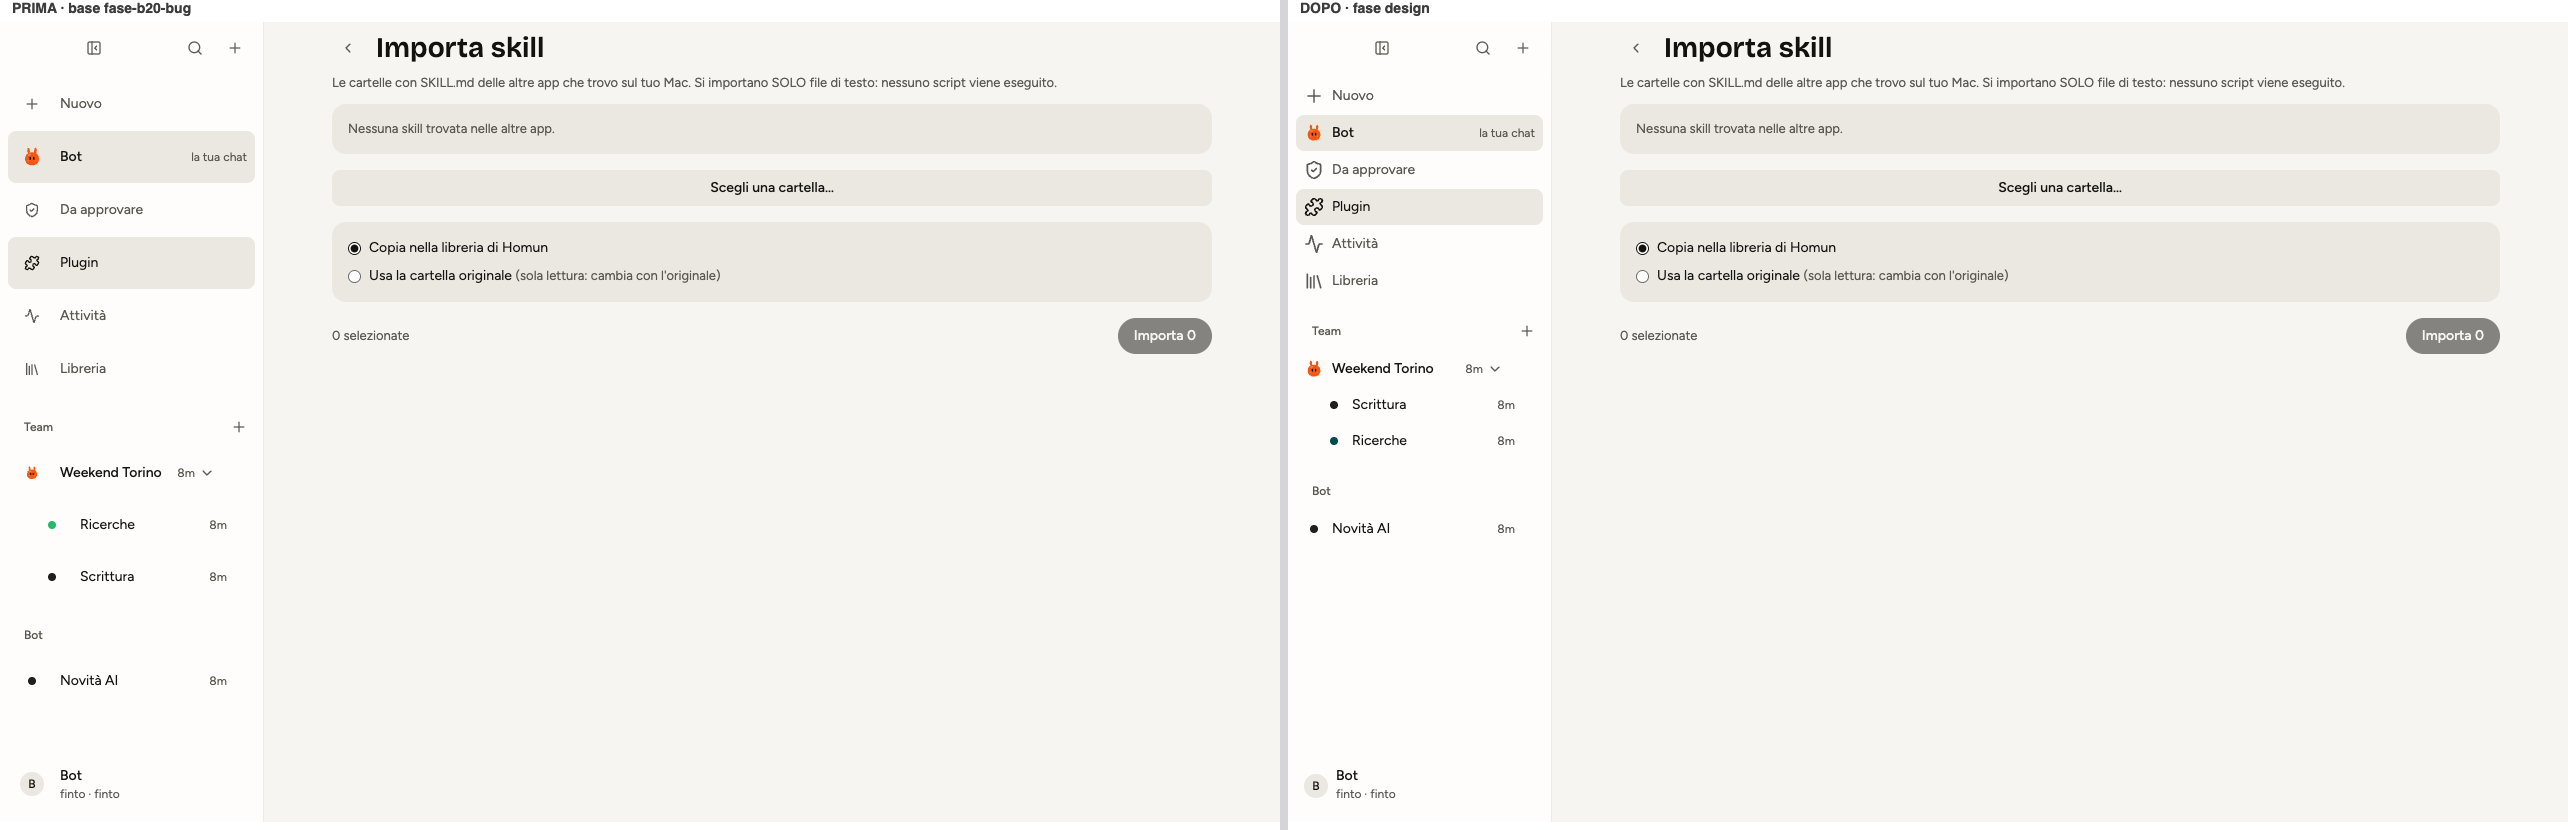 PRIMA · base fase-b20-bug
Nuovo
Bot la tua chat
Da approvare
Plugin
Attività
Libreria
Team
Weekend Torino 8m
Ricerche 8m
Scrittura 8m
Bot
Novità AI 8m
B
Bot
finto · finto
Importa skill
Le cartelle con SKILL.md delle altre app che trovo sul tuo Mac. Si importano SOLO file di testo: nessuno script viene eseguito.
Nessuna skill trovata nelle altre app.
Scegli una cartella...
Copia nella libreria di Homun
Usa la cartella originale (sola lettura: cambia con l'originale)
0 selezionate
Importa 0
DOPO · fase design
Nuovo
Bot la tua chat
Da approvare
Plugin
Attività
Libreria
Team
Weekend Torino 8m
Scrittura 8m
Ricerche 8m
Bot
Novità AI 8m
B
Bot
finto · finto
Importa skill
Le cartelle con SKILL.md delle altre app che trovo sul tuo Mac. Si importano SOLO file di testo: nessuno script viene eseguito.
Nessuna skill trovata nelle altre app.
Scegli una cartella...
Copia nella libreria di Homun
Usa la cartella originale (sola lettura: cambia con l'originale)
0 selezionate
Importa 0